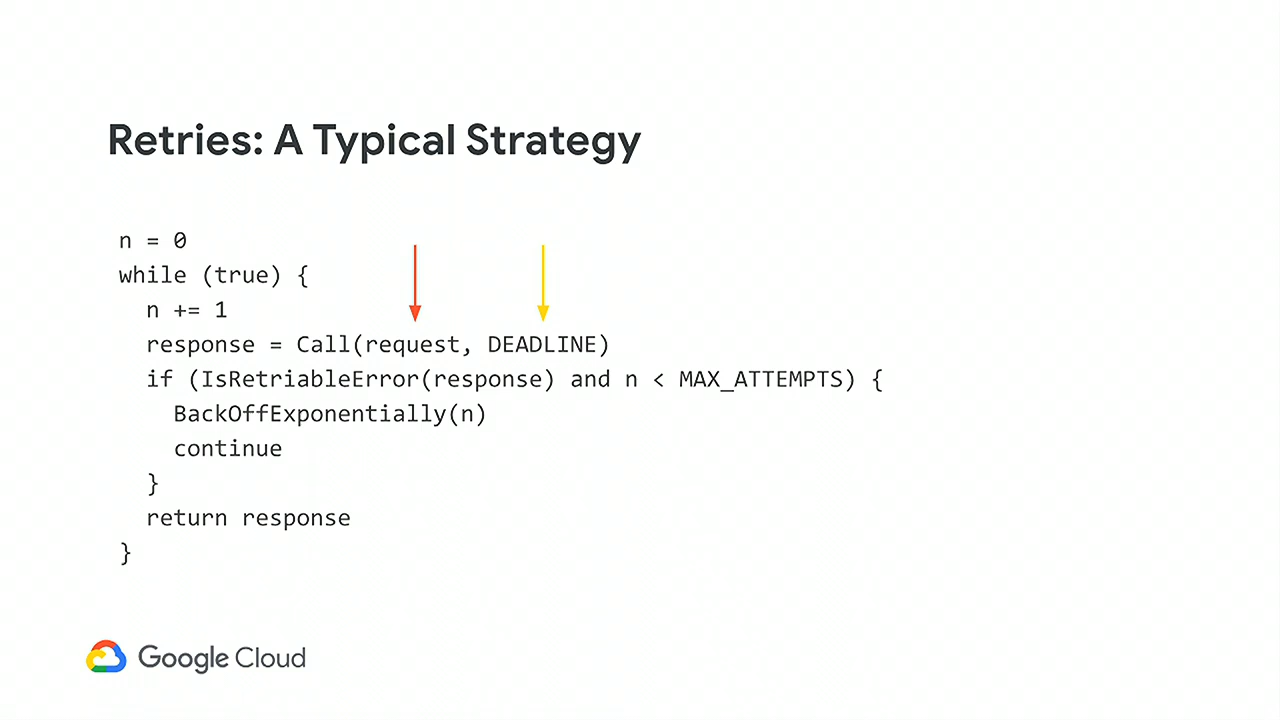 Retries: A Typical Strategy
n = 0
while (true) {
  n += 1
  response = Call(request, DEADLINE)
  if (IsRetriableError(response) and n < MAX_ATTEMPTS) {
    BackOffExponentially(n)
    continue
  }
  return response
}
Google Cloud